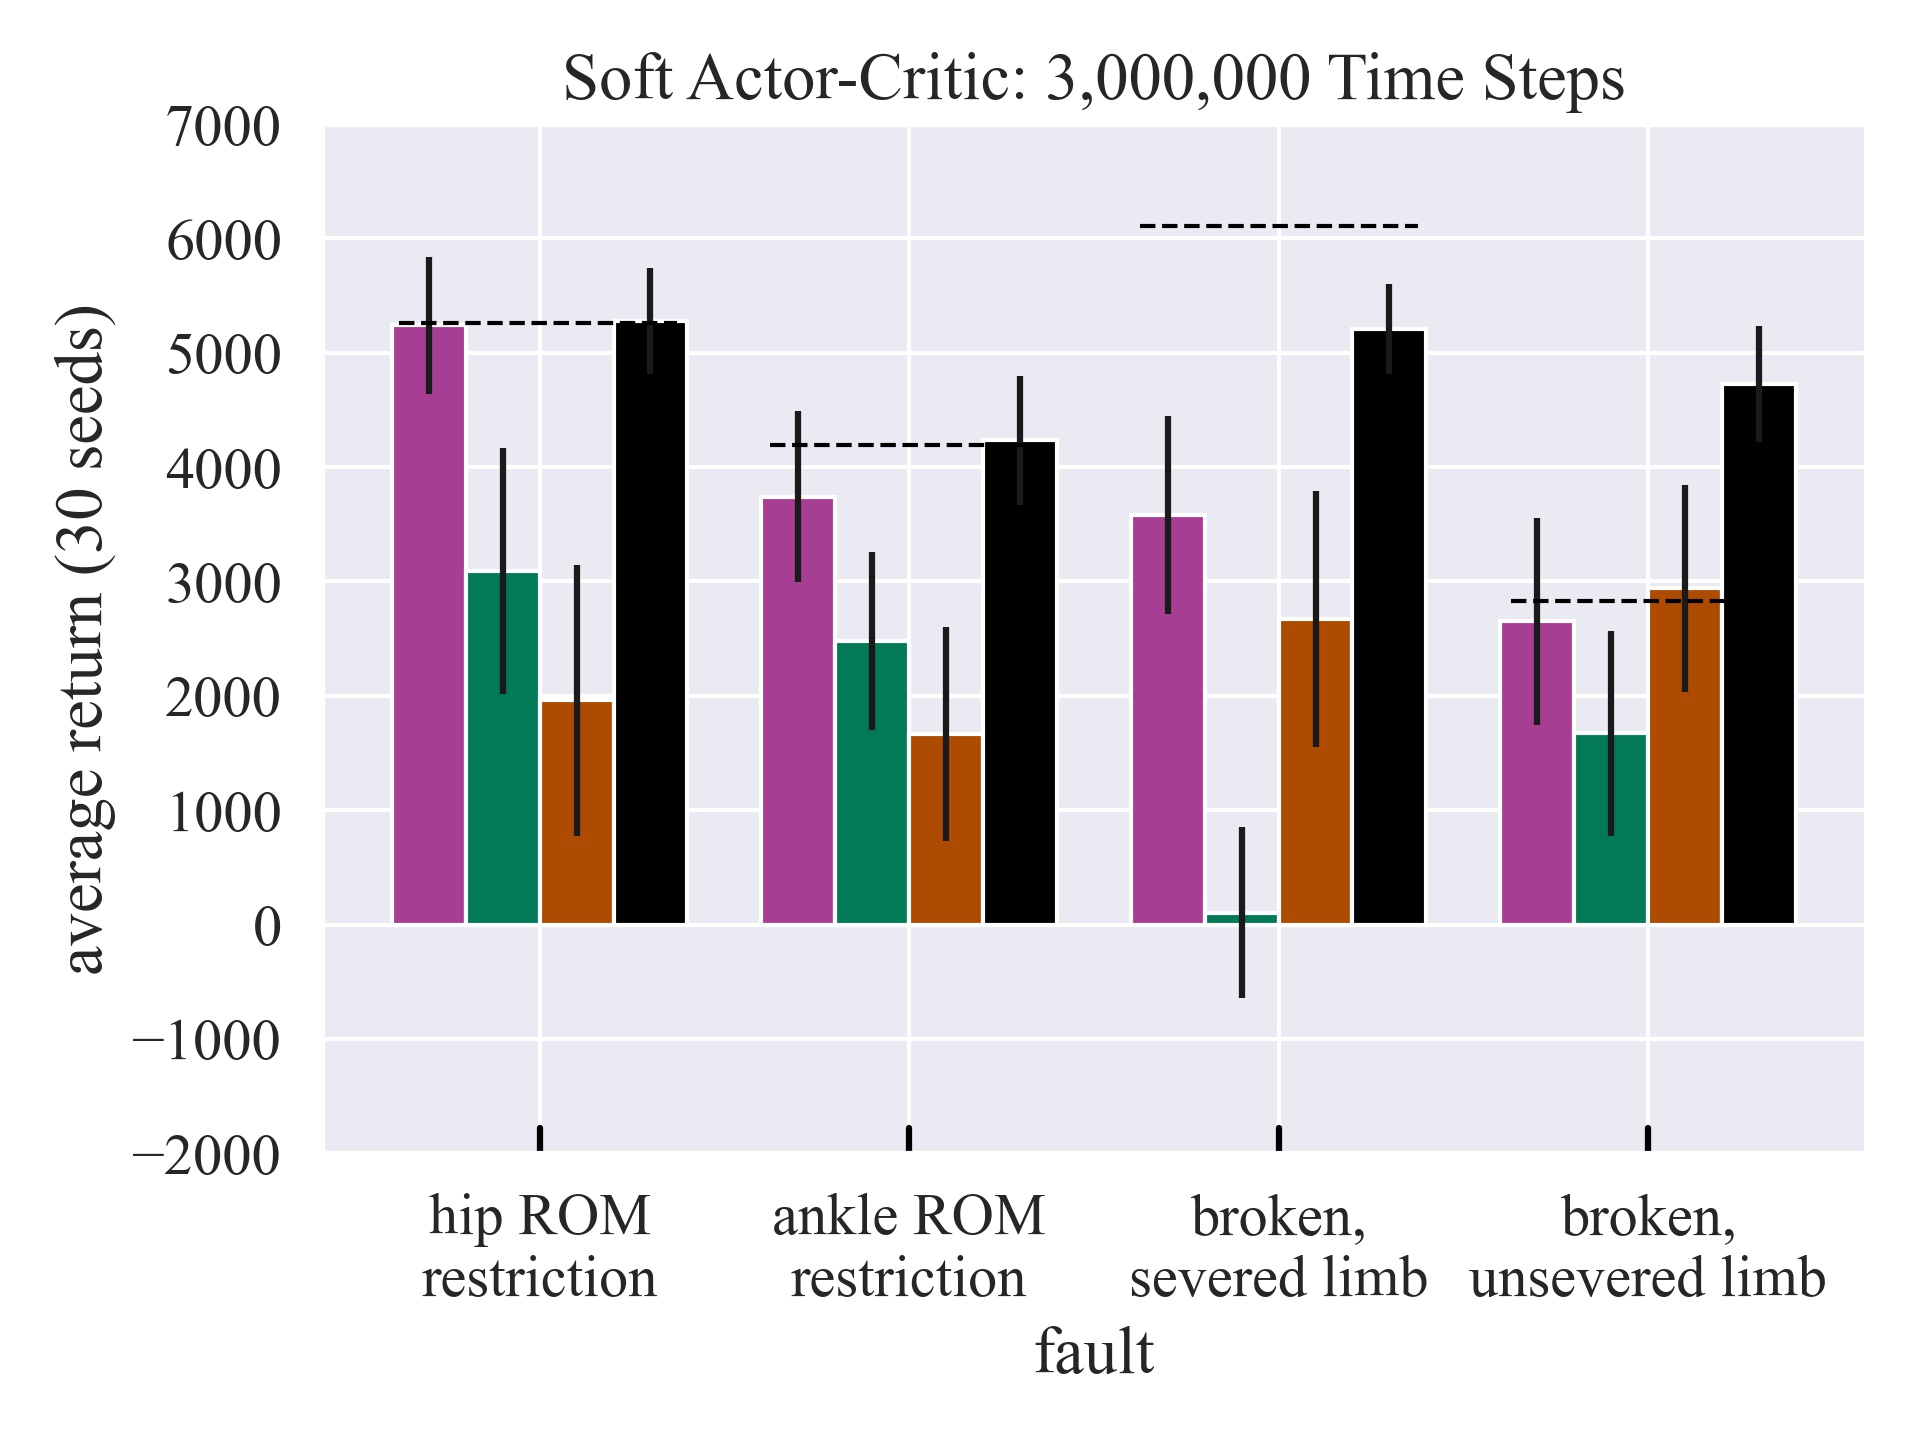 Soft Actor-Critic: 3,000,000 Time Steps
average return (30 seeds)
7000
6000
5000
4000
3000
2000
1000
0
−1000
−2000
hip ROM
restriction
ankle ROM
restriction
broken,
severed limb
broken,
unsevered limb
fault